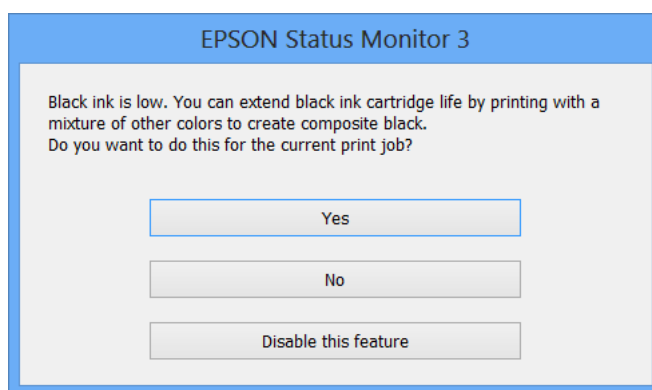 EPSON Status Monitor 3
Black ink is low. You can extend black ink cartridge life by printing with a
mixture of other colors to create composite black.
Do you want to do this for the current print job?
Yes
No
Disable this feature